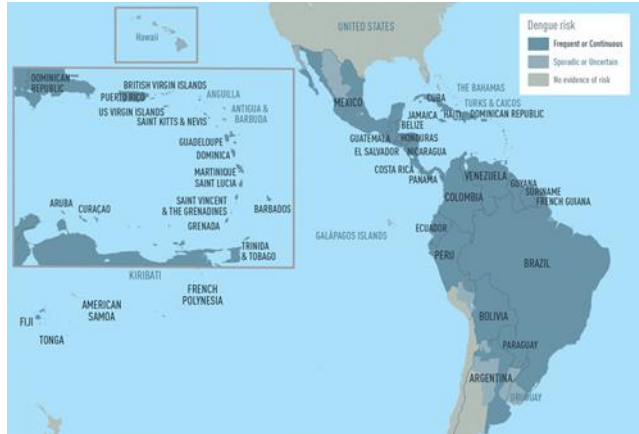 Hawaii
UNITED STATES
Dengue risk
Frequent or Continuous
Sporadic or Uncertain
No evidence of risk
DOMINICAN
REPUBLIC
BRITISH VIRGIN ISLANDS
PUERTO RICO
ANGUILLA
US VIRGIN ISLANDS
SAINT KITTS & NEVIS
ANTIGUA &
BARBUDA
GUADELOUPE
DOMINICA
MARTINIQUE
SAINT LUCIA
SAINT VINCENT
& THE GRENADINES
BARBADOS
ARUBA
CURAÇAO
GRENADA
TRINIDA
& TOBAGO
MEXICO
CUBA
THE BAHAMAS
TURKS & CAICOS
JAMAICA
HAITI
DOMINICAN REPUBLIC
BELIZE
GUATEMALA
HONDURAS
EL SALVADOR
NICARAGUA
COSTA RICA
PANAMA
VENEZUELA
GUYANA
SURINAME
FRENCH GUIANA
COLOMBIA
GALÁPAGOS ISLANDS
ECUADOR
PERU
BRAZIL
KIRIBATI
FRENCH
POLYNESIA
AMERICAN
SAMOA
FIJI
TONGA
BOLIVIA
PARAGUAY
ARGENTINA
URUGUAY